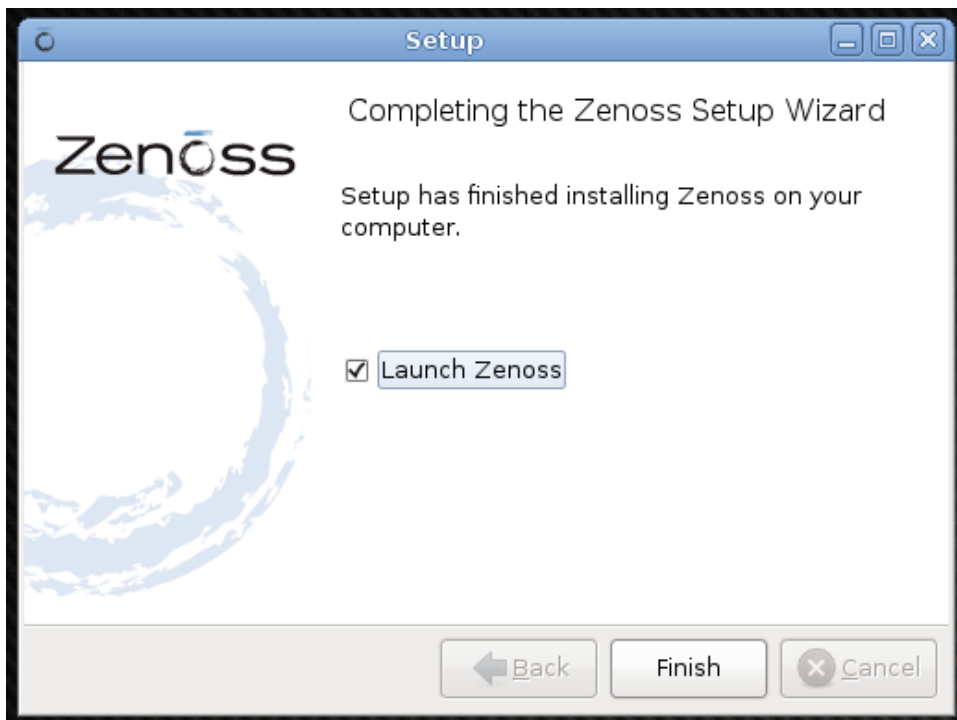 Setup
Zenōss
Completing the Zenoss Setup Wizard
Setup has finished installing Zenoss on your
computer.
Launch Zenoss
Back
Finish
Cancel